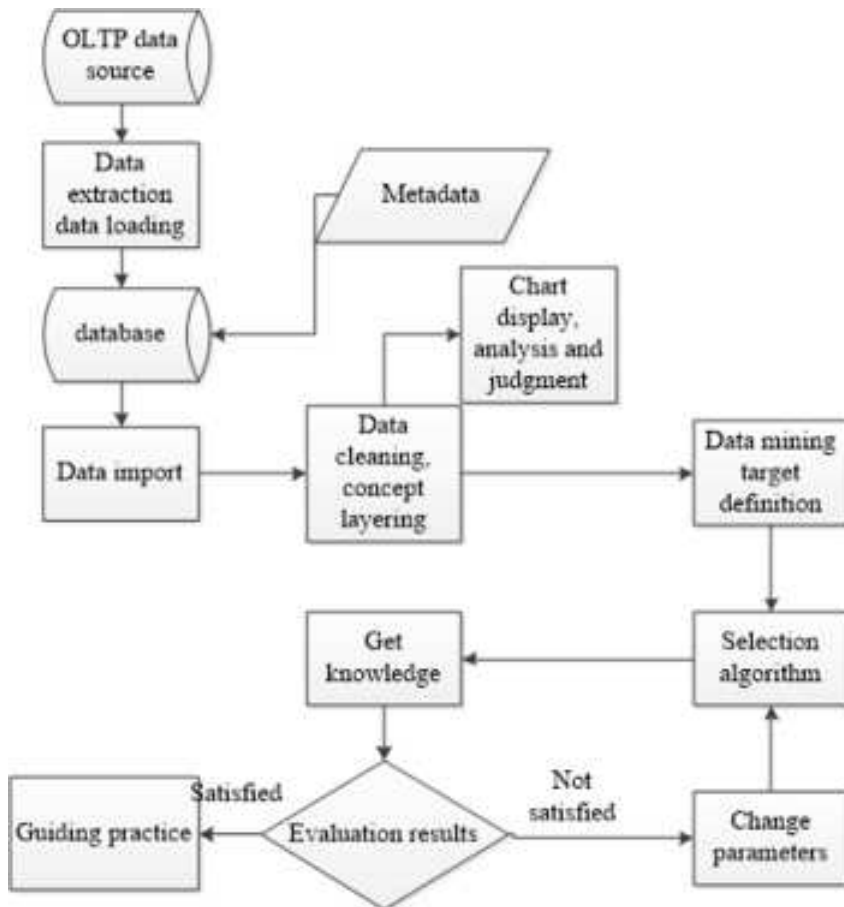 OLTP data
source
Data
extraction
data loading
Metadata
database
Chart
display,
analysis and
judgment
Data import
Data
cleaning,
concept
layering
Data mining
target
definition
Get
knowledge
Selection
algorithm
Satisfied
Not
satisfied
Guiding practice
Evaluation results
Change
parameters